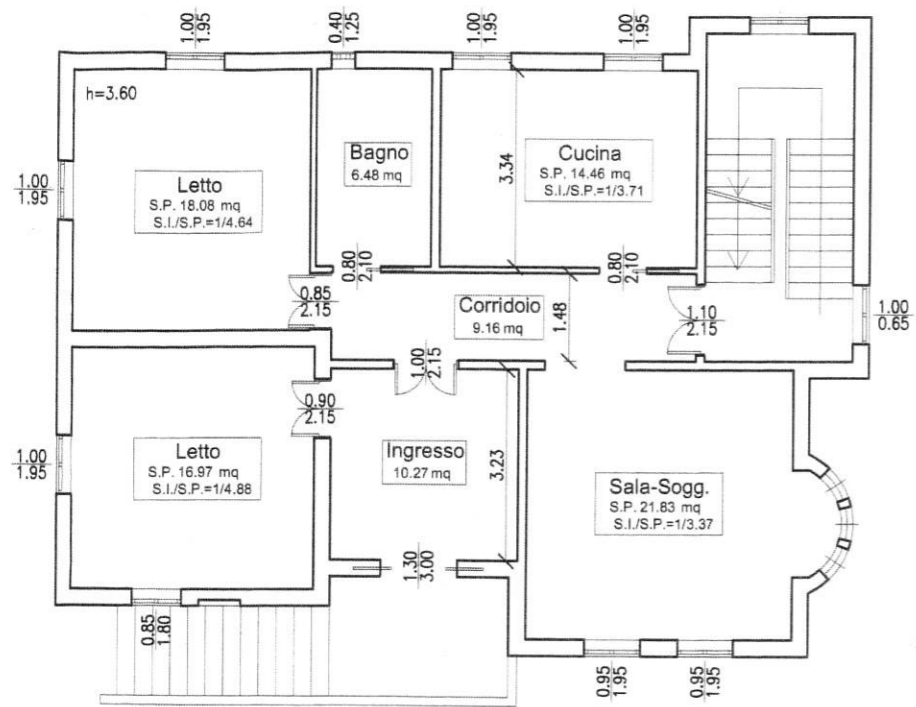 1.00
1.95
0.40
1.25
1.00
1.95
1.00
1.95
h=3.60
1.00
1.95
Letto
S.P. 18.08 mq
S.I./S.P.=1/4.64
Bagno
6.48 mq
3.34
Cucina
S.P. 14.46 mq
S.I./S.P.=1/3.71
0.80
2.10
0.80
2.10
0.85
2.15
Corridoio
9.16 mq
1.48
1.10
2.15
1.00
0.65
1.00
2.15
0.90
2.15
1.00
1.95
Letto
S.P. 16.97 mq
S.I./S.P.=1/4.88
Ingresso
10.27 mq
3.23
Sala-Sogg.
S.P. 21.83 mq
S.I./S.P.=1/3.37
1.30
3.00
0.85
1.80
0.95
1.95
0.95
1.95